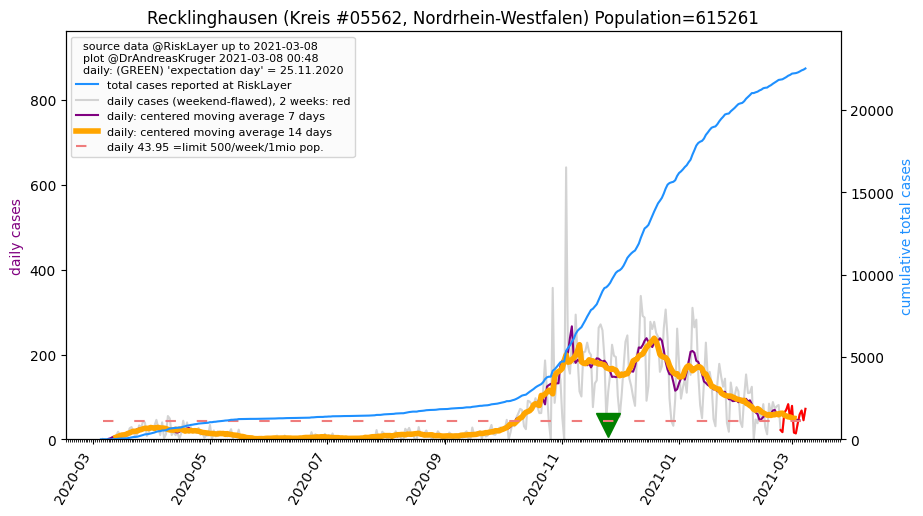 Recklinghausen (Kreis #05562, Nordrhein-Westfalen) Population=615261
source data @RiskLayer up to 2021-03-08
plot @DrAndreasKruger 2021-03-08 00:48
daily: (GREEN) 'expectation day' = 25.11.2020
total cases reported at RiskLayer
daily cases (weekend-flawed), 2 weeks: red
daily: centered moving average 7 days
daily: centered moving average 14 days
daily 43.95 =limit 500/week/1mio pop.
daily cases
800
600
400
200
0
cumulative total cases
20000
15000
10000
5000
0
2020-03
2020-05
2020-07
2020-09
2020-11
2021-01
2021-03